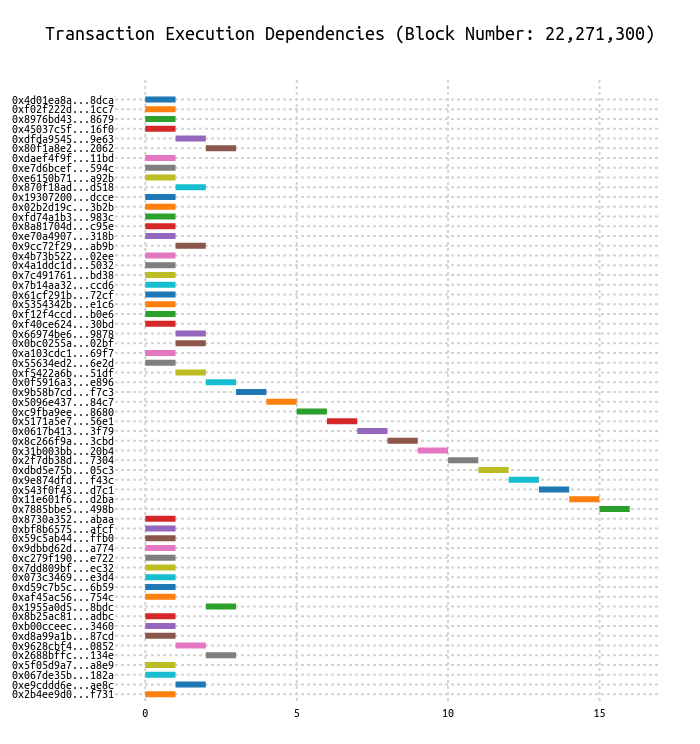 Transaction Execution Dependencies (Block Number: 22,271,300)
0x4d01ea8a...8dca
0xf02f222d...1cc7
0x8976bd43...8679
0x45037c5f...16f0
0xdfda9545...9e63
0x80f1a8e2...2062
0xdaef4f9f...11bd
0xe7d6bcef...594c
0xe6150b71...a92b
0x870f18ad...d518
0x19307200...dcce
0x02b2d19c...3b2b
0xfd74a1b3...983c
0x8a81704d...c95e
0xe70a4907...318b
0x9cc72f29...ab9b
0x4b73b522...02ee
0x4a1ddc1d...5032
0x7c491761...bd38
0x7b14aa32...ccd6
0x61cf291b...72cf
0x5354342b...e1c6
0xf12f4ccd...b0e6
0xf40ce624...30bd
0x66974be6...9878
0x0bc0255a...02bf
0xa103cdc1...69f7
0x55634ed2...6e2d
0xf5422a6b...51df
0x0f5916a3...e896
0x9b58b7cd...f7c3
0x5096e437...84c7
0xc9fba9ee...8680
0x5171a5e7...56e1
0x0617b413...3f79
0x8c266f9a...3cbd
0x31b003bb...20b4
0x2f7db38d...7304
0xdbd5e75b...05c3
0x9e874dfd...f43c
0x543f0f43...d7c1
0x11e601f6...d2ba
0x7885bbe5...498b
0x8730a352...abaa
0xbf8b6575...afcf
0x59c5ab44...ffb0
0x9dbbd62d...a774
0xc279f190...e722
0x7dd809bf...ec32
0x073c3469...e3d4
0xd59c7b5c...6b59
0xaf45ac56...754c
0x1955a0d5...8bdc
0x8b25ac81...adbc
0xb00cceec...3460
0xd8a99a1b...87cd
0x9628cbf4...0852
0x2688bffc...134e
0x5f05d9a7...a8e9
0x067de35b...182a
0xe9cddd6e...ae8c
0x2b4ee9d0...f731
0 5 10 15